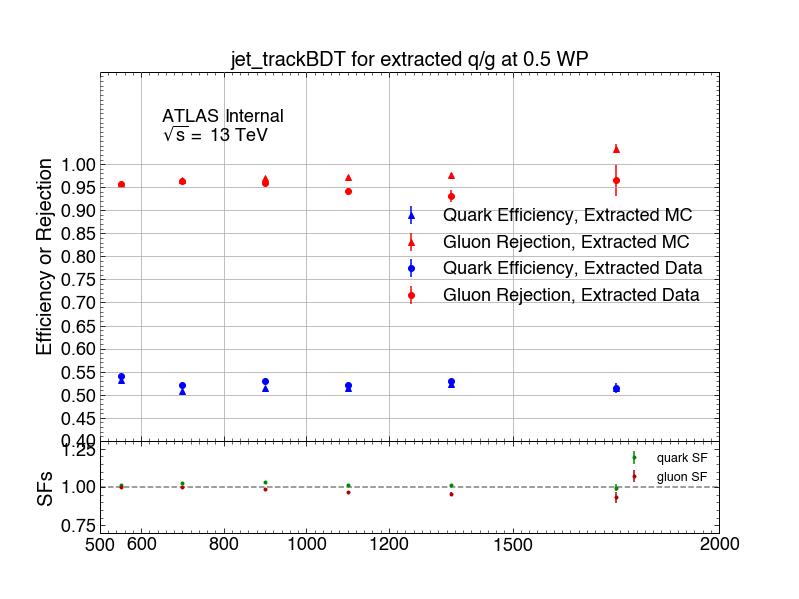 jet_trackBDT for extracted q/g at 0.5 WP
ATLAS Internal
√s = 13 TeV
Efficiency or Rejection
1.00
0.95
0.90
0.85
0.80
0.75
0.70
0.65
0.60
0.55
0.50
0.45
0.40
Quark Efficiency, Extracted MC
Gluon Rejection, Extracted MC
Quark Efficiency, Extracted Data
Gluon Rejection, Extracted Data
SFs
1.25
1.00
0.75
quark SF
gluon SF
500 600 800 1000 1200 1500 2000